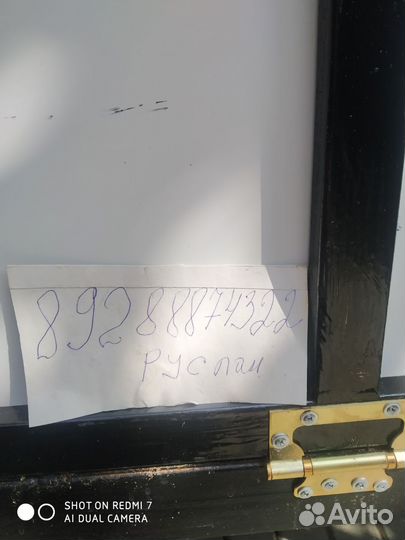 89288874322
Руслан
SHOT ON REDMI 7
AI DUAL CAMERA
Avito